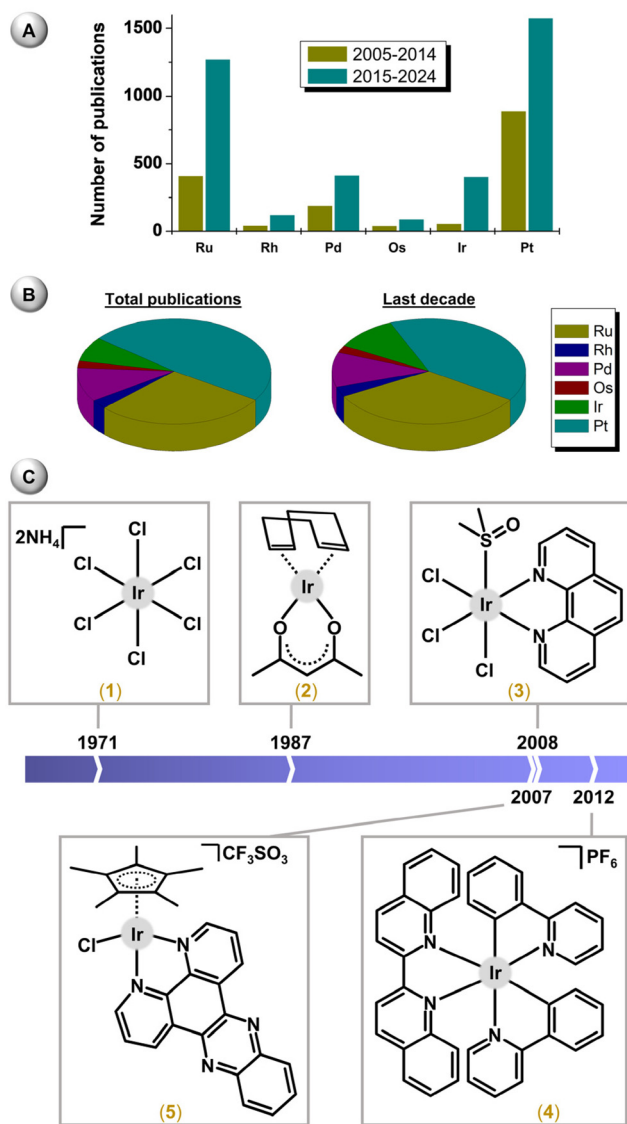 A
Number of publications
1500
1000
500
0
2005-2014
2015-2024
Ru Rh Pd Os Ir Pt
B
Total publications Last decade
Ru
Rh
Pd
Os
Ir
Pt
C
2NH4
Cl
Cl Cl
Ir
Cl Cl
Cl
(1)
Ir
O O
(2)
S O
Cl N
Ir
Cl N
Cl
(3)
1971 1987 2008
2007 2012
CF3SO3
Ir
Cl N
N
N
N
(5)
PF6
N N
Ir
N N
(4)